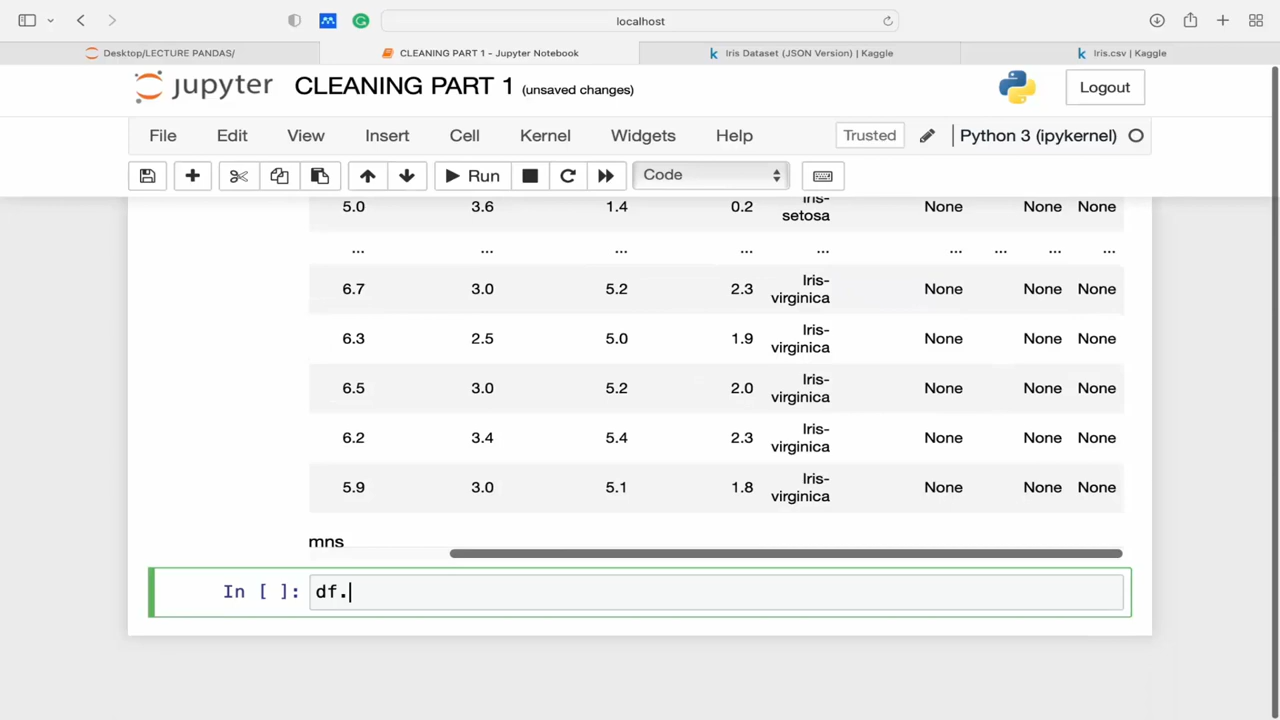 localhost
Desktop/LECTURE PANDAS/ CLEANING PART 1 - Jupyter Notebook Iris Dataset (JSON Version) | Kaggle Iris.csv | Kaggle
jupyter CLEANING PART 1 (unsaved changes) Logout
File Edit View Insert Cell Kernel Widgets Help Trusted Python 3 (ipykernel)
Run Code
5.0 3.6 1.4 0.2 Iris-setosa None None None
... ... ... ... ... ... ... ... ...
6.7 3.0 5.2 2.3 Iris-virginica None None None
6.3 2.5 5.0 1.9 Iris-virginica None None None
6.5 3.0 5.2 2.0 Iris-virginica None None None
6.2 3.4 5.4 2.3 Iris-virginica None None None
5.9 3.0 5.1 1.8 Iris-virginica None None None
mns
In [ ]: df.